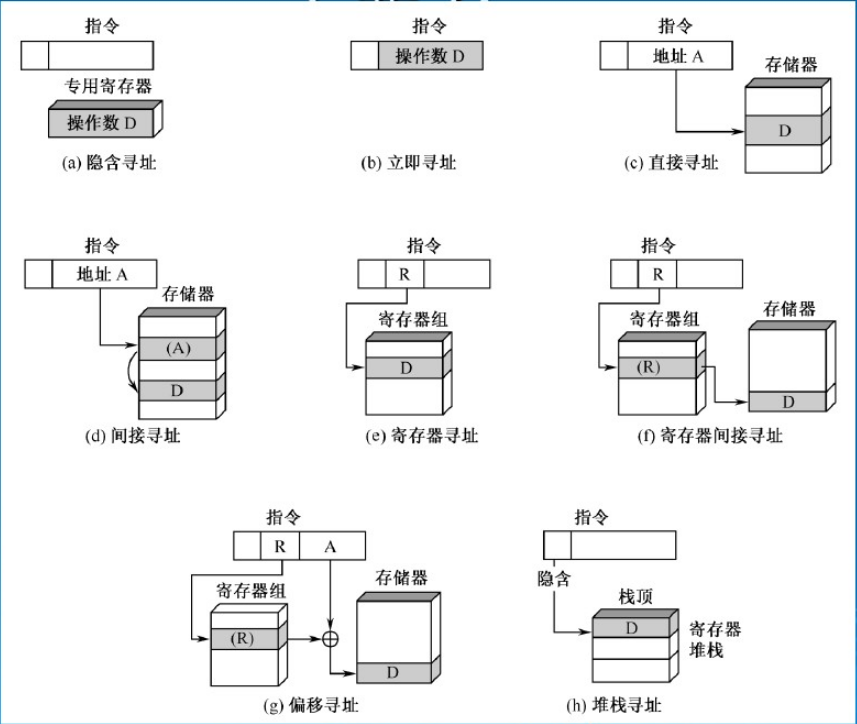 指令
专用寄存器
操作数 D
(a) 隐含寻址
指令
操作数 D
(b) 立即寻址
指令
地址 A
存储器
D
(c) 直接寻址
指令
地址 A
存储器
(A)
D
(d) 间接寻址
指令
R
寄存器组
D
(e) 寄存器寻址
指令
R
寄存器组
(R)
存储器
D
(f) 寄存器间接寻址
指令
R A
寄存器组
(R)
存储器
D
(g) 偏移寻址
指令
隐含
栈顶
D
寄存器
堆栈
(h) 堆栈寻址